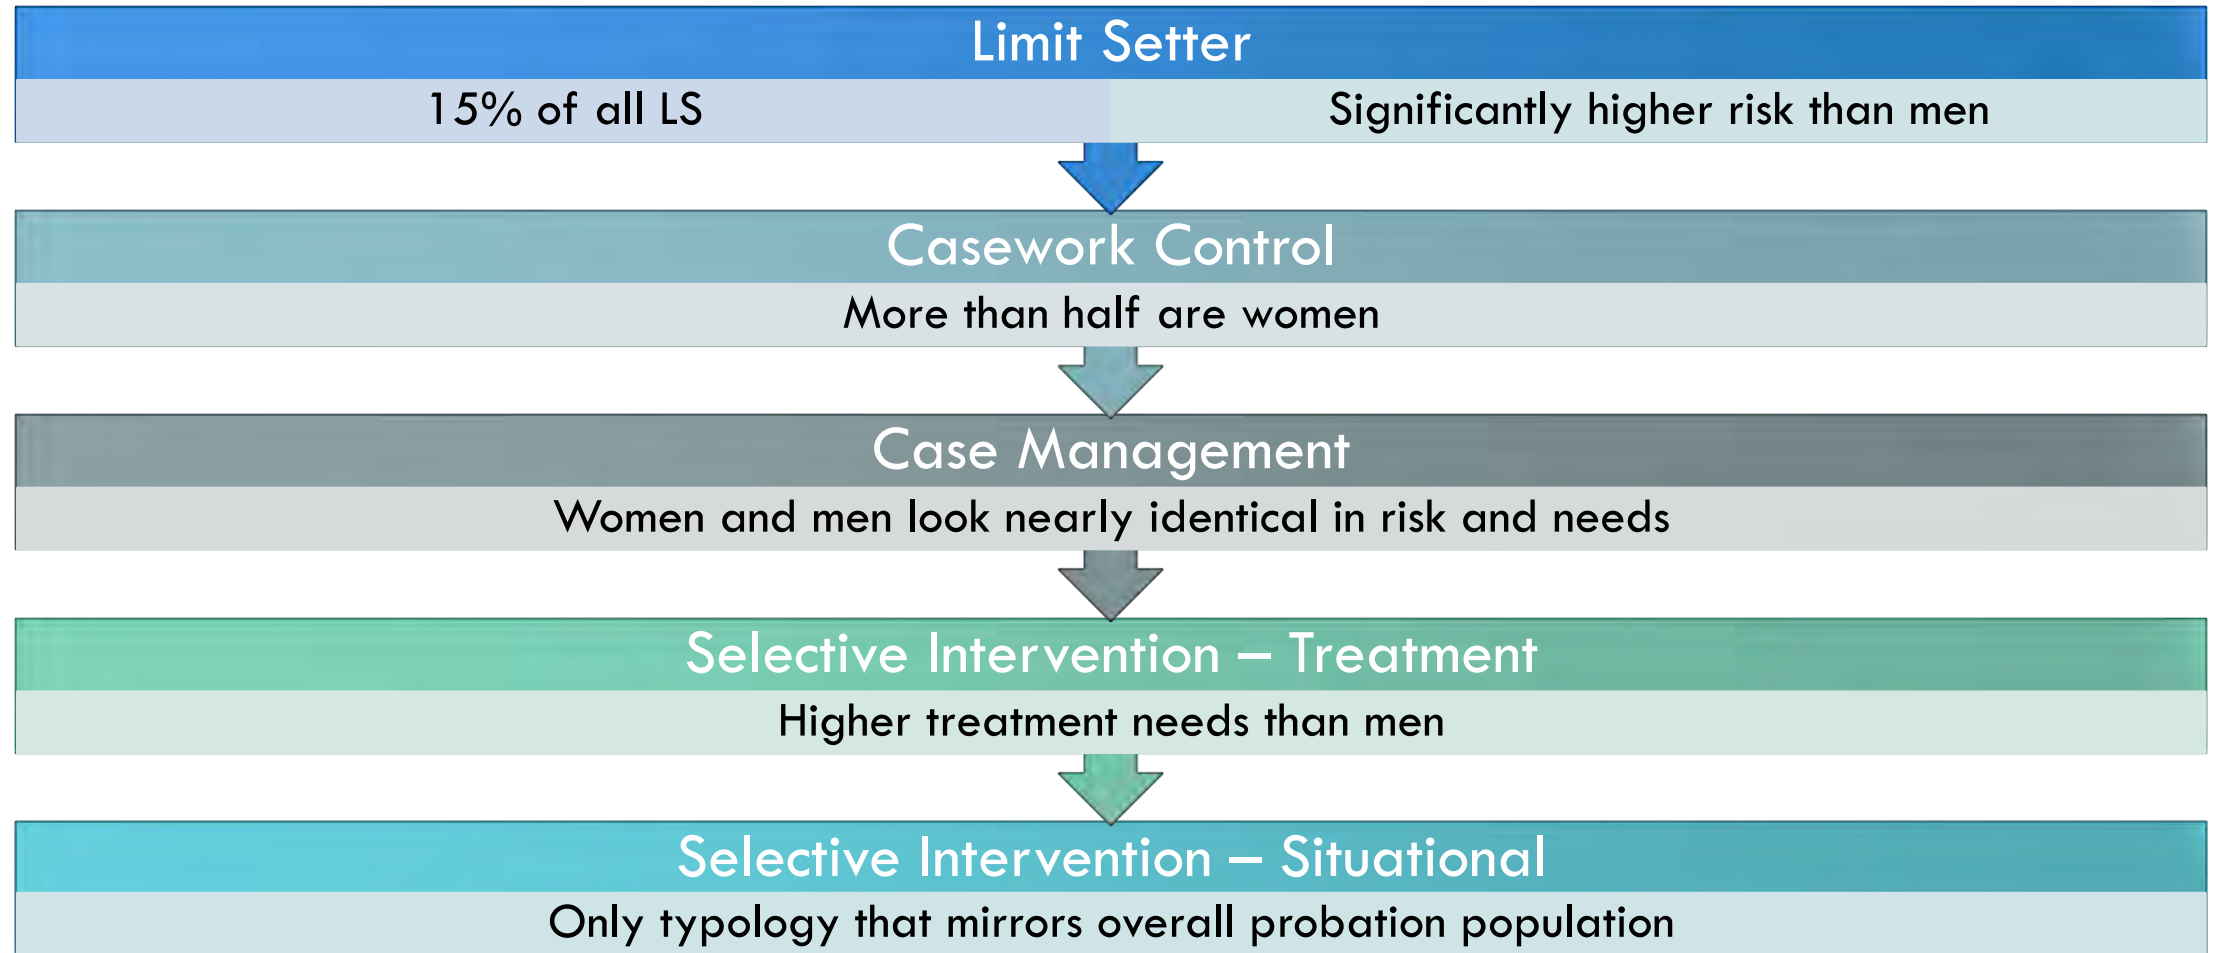 Limit Setter
15% of all LS
Significantly higher risk than men
Casework Control
More than half are women
Case Management
Women and men look nearly identical in risk and needs
Selective Intervention – Treatment
Higher treatment needs than men
Selective Intervention – Situational
Only typology that mirrors overall probation population